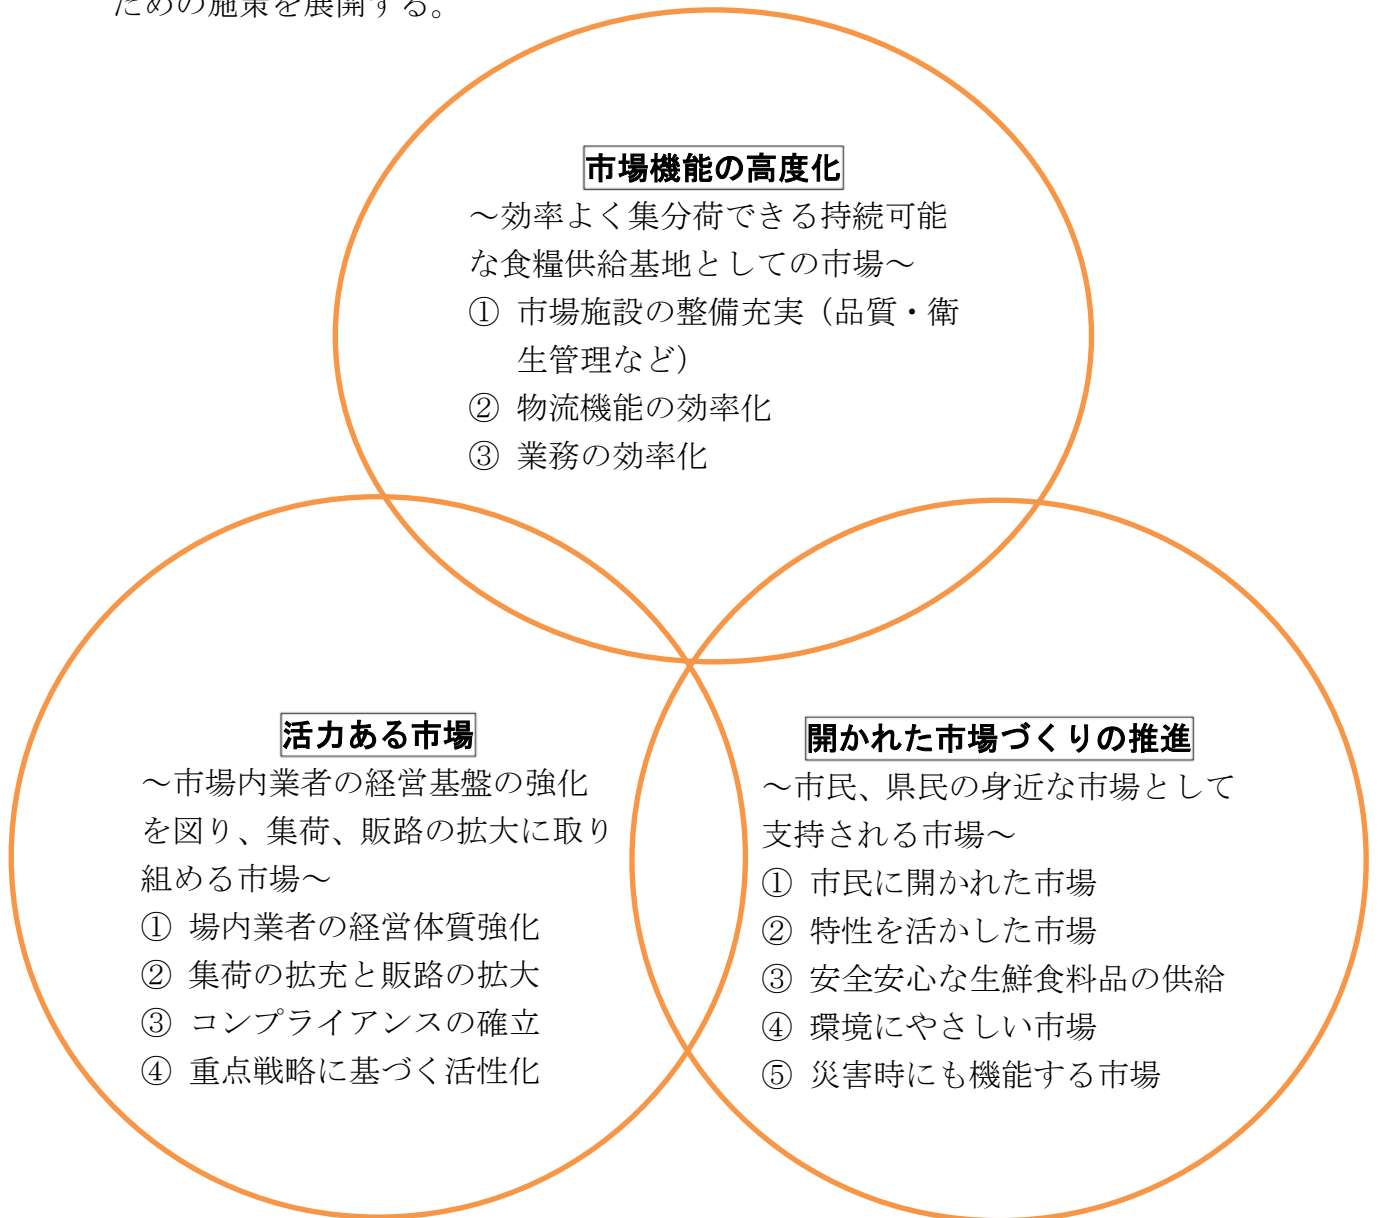 ための施策を展開する。
市場機能の高度化
～効率よく集分荷できる持続可能
な食糧供給基地としての市場～
① 市場施設の整備充実（品質・衛
生管理など）
② 物流機能の効率化
③ 業務の効率化
活力ある市場
～市場内業者の経営基盤の強化
を図り、集荷、販路の拡大に取り
組める市場～
① 場内業者の経営体質強化
② 集荷の拡充と販路の拡大
③ コンプライアンスの確立
④ 重点戦略に基づく活性化
開かれた市場づくりの推進
～市民、県民の身近な市場として
支持される市場～
① 市民に開かれた市場
② 特性を活かした市場
③ 安全安心な生鮮食料品の供給
④ 環境にやさしい市場
⑤ 災害時にも機能する市場